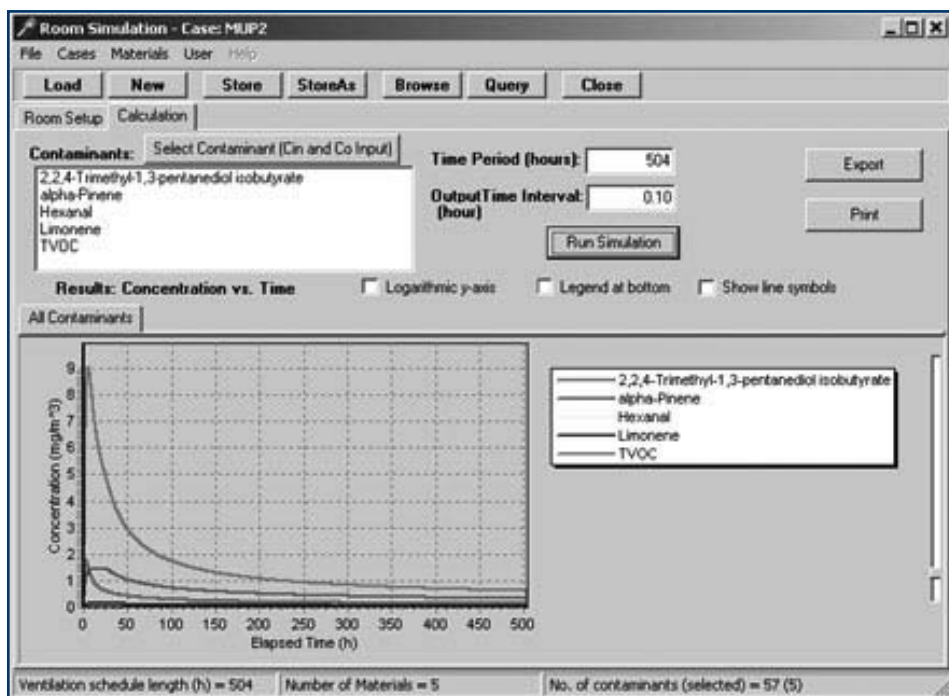 Room Simulation - Case: MUP2
File Cases Materials User Help
Load New Store StoreAs Browse Query Close
Room Setup Calculation
Contaminants: Select Contaminant (Cin and Co Input)
2,2,4-Trimethyl-1,3-pentanediol isobutyrate
alpha-Pinene
Hexanal
Limonene
TVOC
Time Period (hours): 504
OutputTime Interval: 0.10
(hour)
Run Simulation
Export
Print
Results: Concentration vs. Time Logarithmic y-axis Legend at bottom Show line symbols
All Contaminants
Concentration (mg/m^3)
9
8
7
6
5
4
3
2
1
0
0 50 100 150 200 250 300 350 400 450 500
Elapsed Time (h)
2,2,4-Trimethyl-1,3-pentanediol isobutyrate
alpha-Pinene
Hexanal
Limonene
TVOC
Ventilation schedule length (h) = 504 Number of Materials = 5 No. of contaminants (selected) = 57 (5)